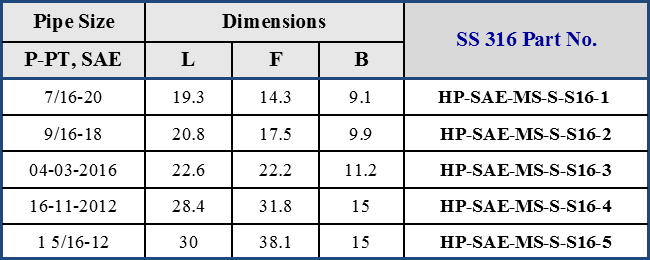 Pipe Size Dimensions SS 316 Part No.
P-PT, SAE L F B
7/16-20 19.3 14.3 9.1 HP-SAE-MS-S-S16-1
9/16-18 20.8 17.5 9.9 HP-SAE-MS-S-S16-2
04-03-2016 22.6 22.2 11.2 HP-SAE-MS-S-S16-3
16-11-2012 28.4 31.8 15 HP-SAE-MS-S-S16-4
1 5/16-12 30 38.1 15 HP-SAE-MS-S-S16-5